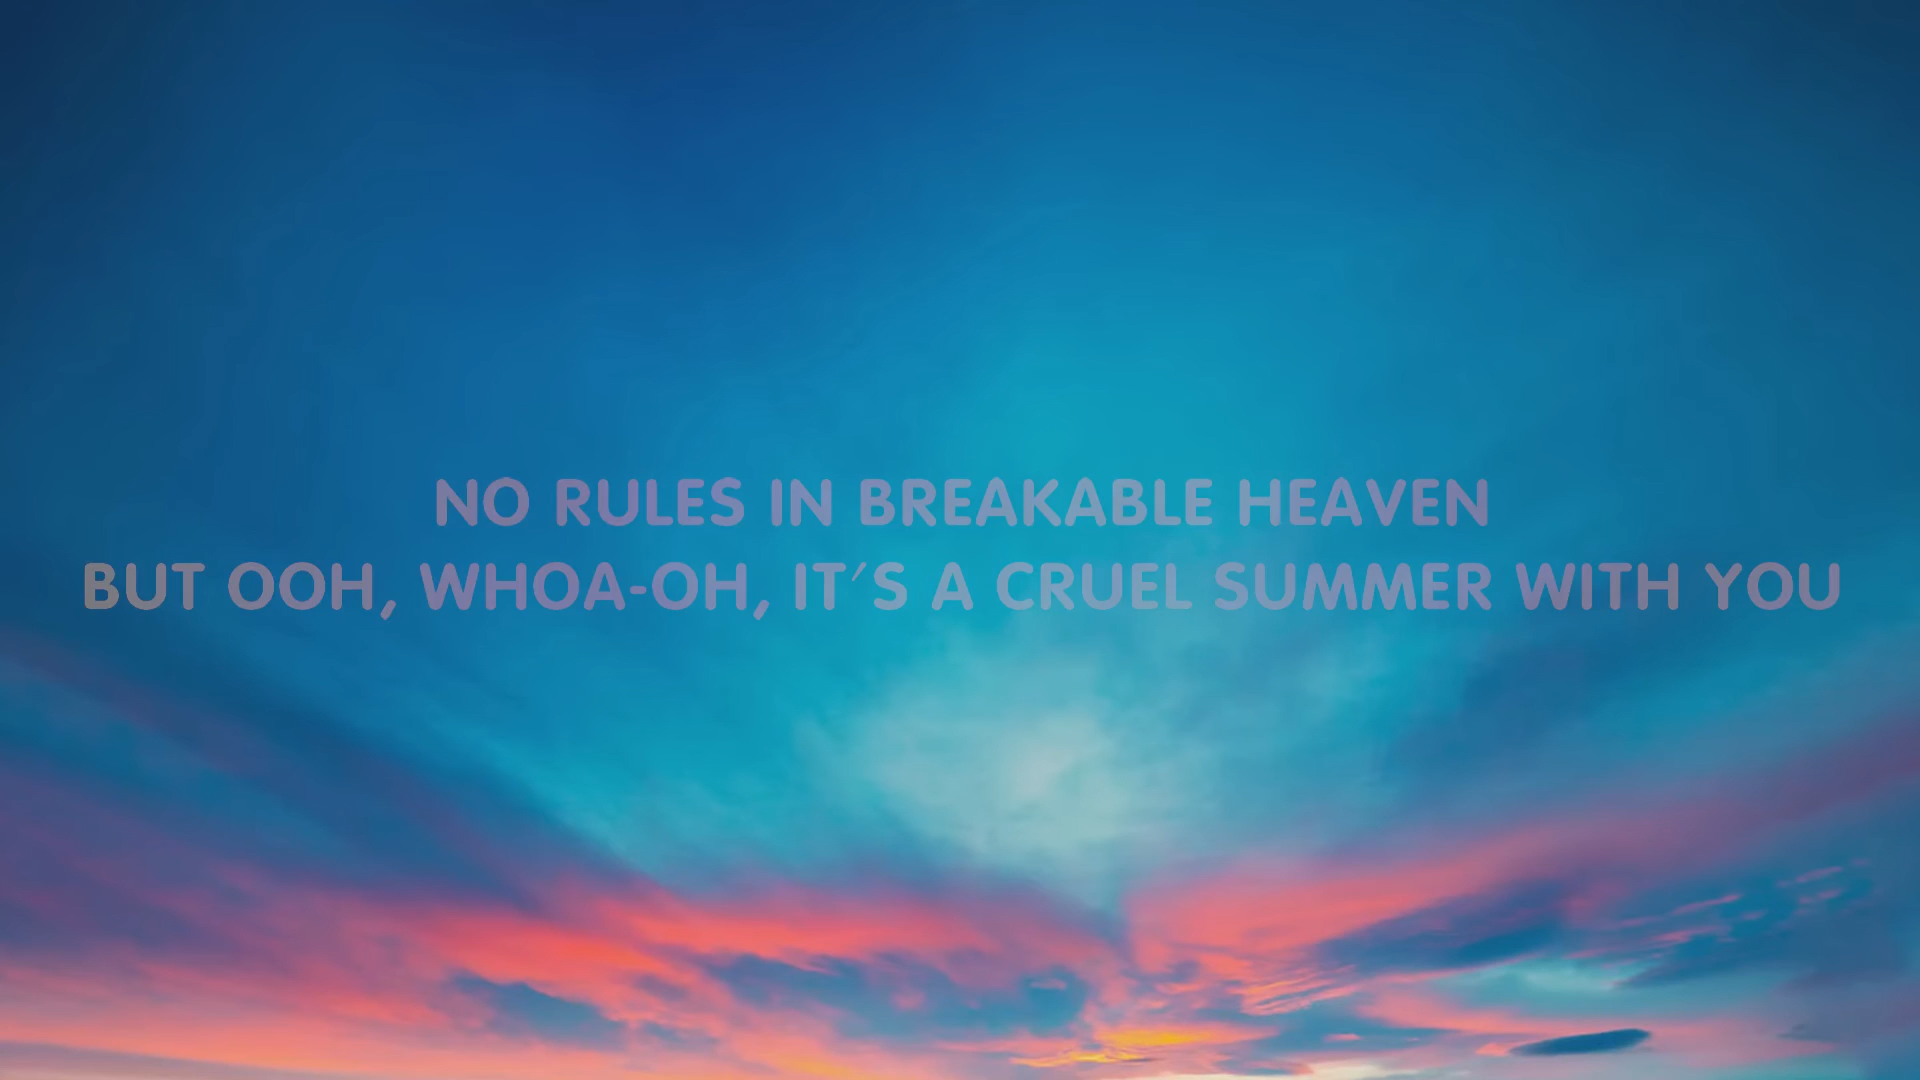 NO RULES IN BREAKABLE HEAVEN
BUT OOH, WHOA-OH, IT'S A CRUEL SUMMER WITH YOU